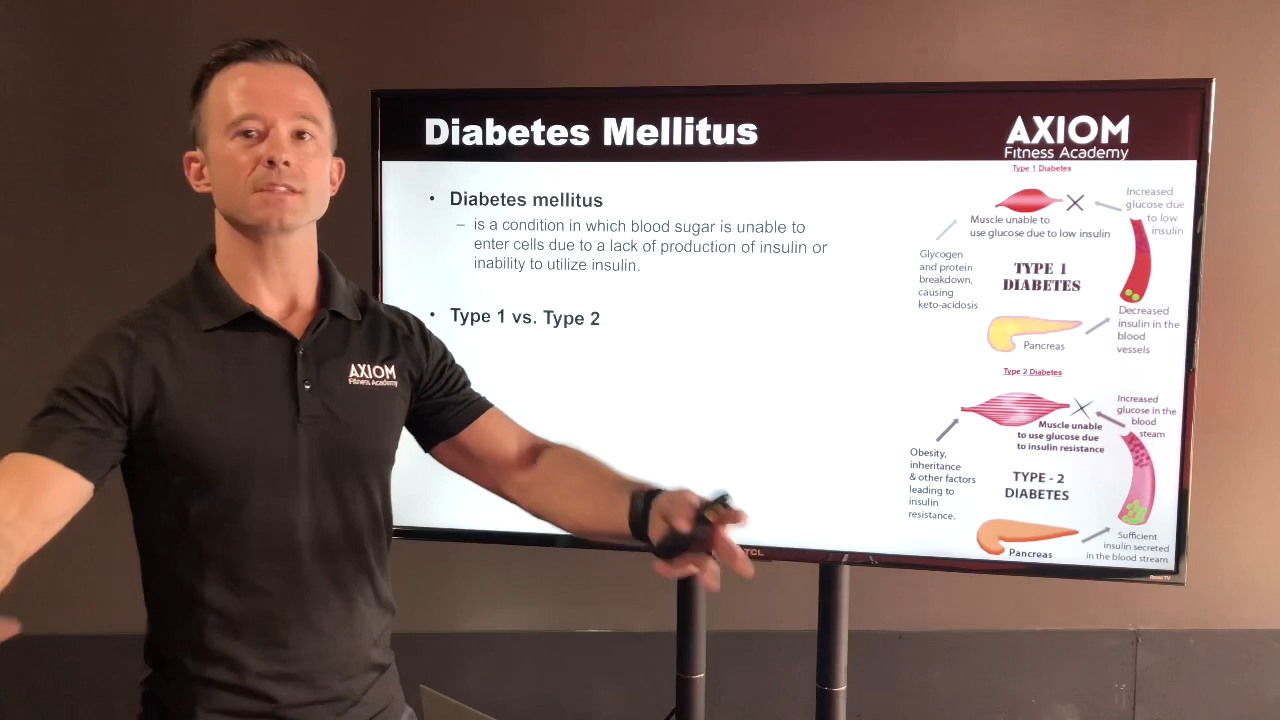 Diabetes Mellitus
AXIOM
Fitness Academy
• Diabetes mellitus
– is a condition in which blood sugar is unable to
enter cells due to a lack of production of insulin or
inability to utilize insulin.
• Type 1 vs. Type 2
Type 1 Diabetes
Increased
glucose due
to low
insulin
Muscle unable to
use glucose due to low insulin
Glycogen
and protein
breakdown,
causing
keto-acidosis
TYPE 1
DIABETES
Pancreas
Decreased
insulin in the
blood
vessels
Type 2 Diabetes
Increased
glucose in the
blood
steam
Muscle unable
to use glucose due
to insulin resistance
Obesity,
inheritance
& other factors
leading to
insulin
resistance.
TYPE - 2
DIABETES
Pancreas
Sufficient
insulin secreted
in the blood stream
AXIOM
Fitness Academy
TCL
Roku TV